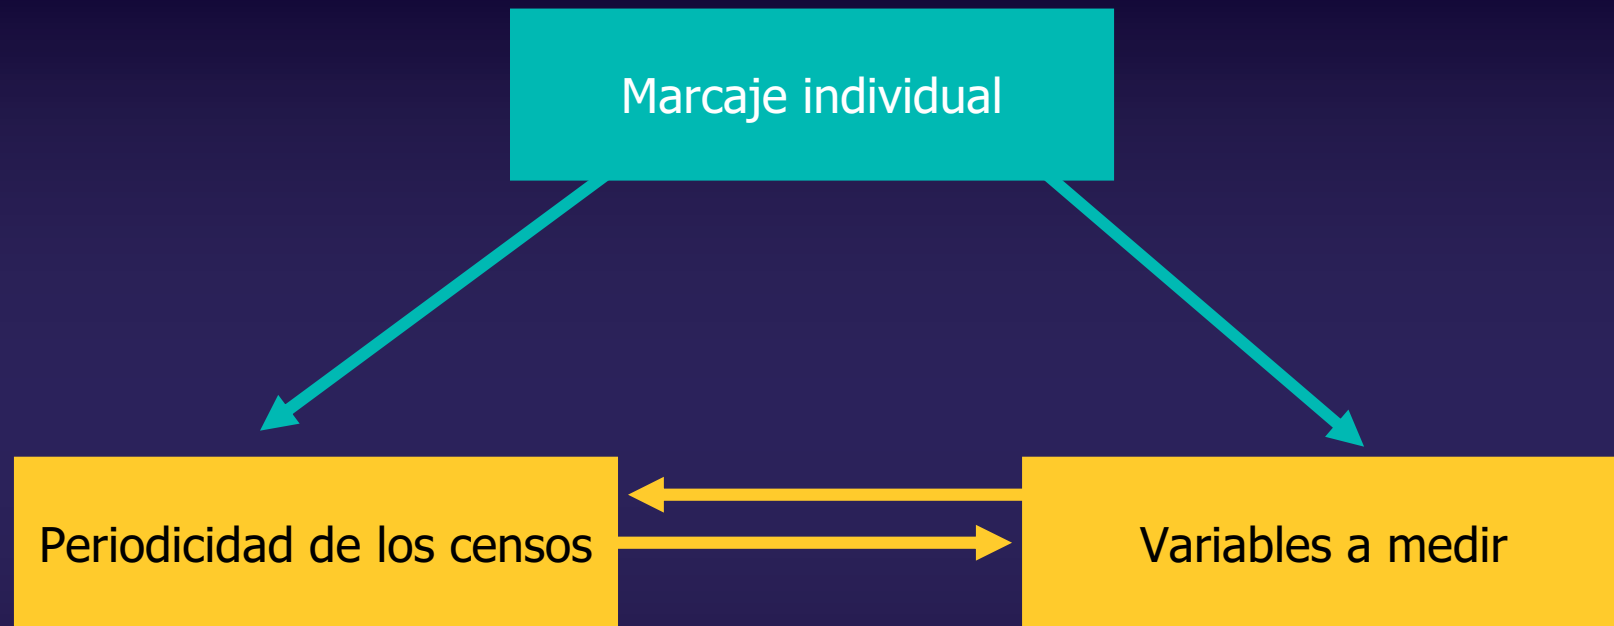 Marcaje individual
Periodicidad de los censos
Variables a medir